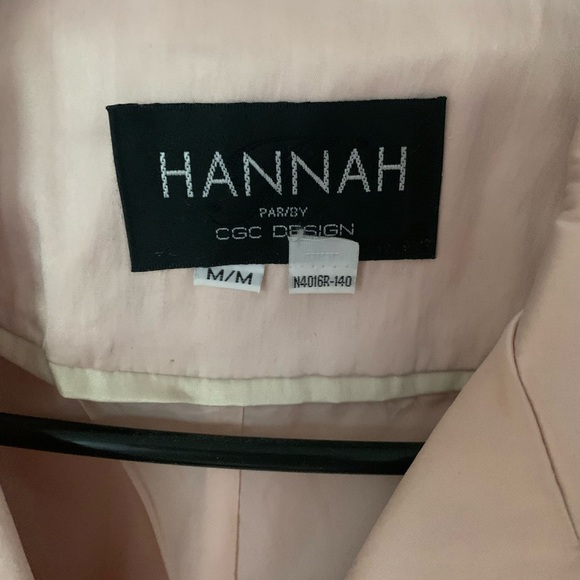 HANNAH
PAR/BY
CGC DESIGN
M/M
N4016R-140